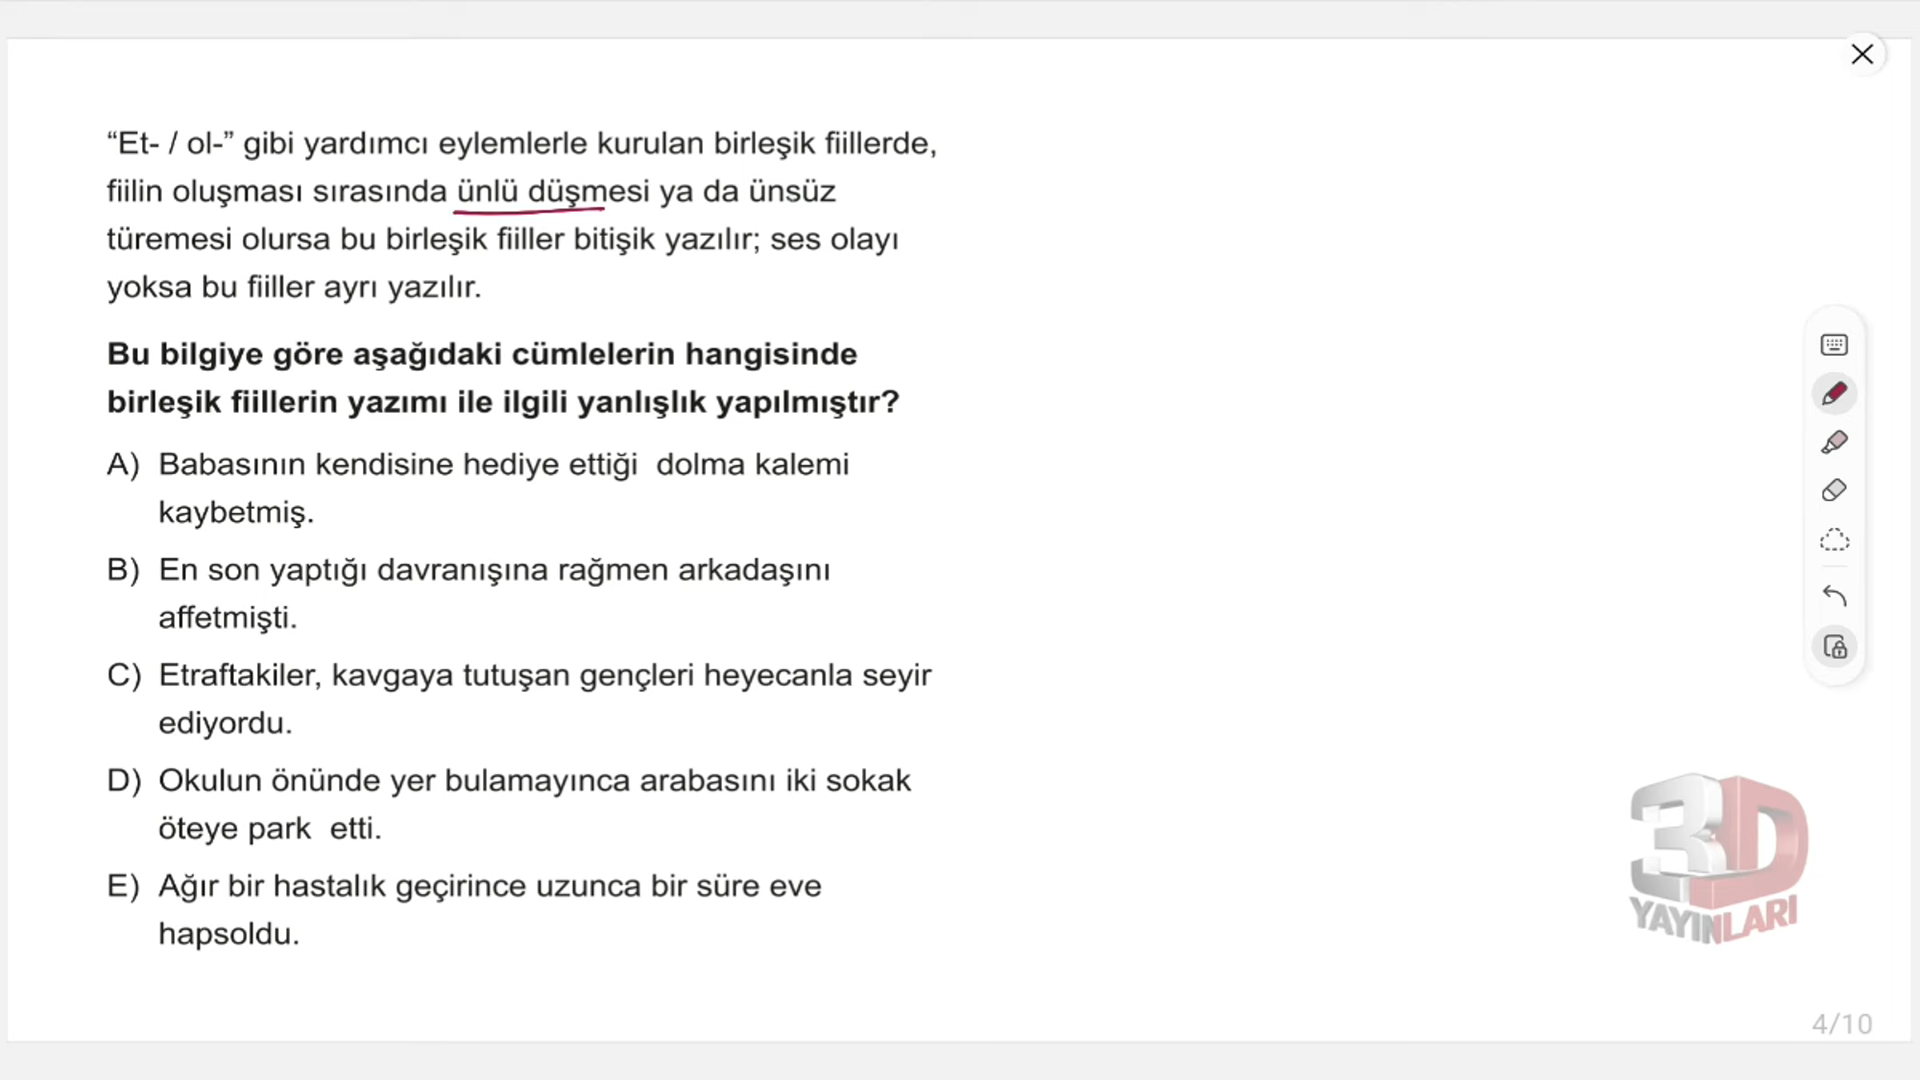 “Et- / ol-” gibi yardımcı eylemlerle kurulan birleşik fiillerde,
fiilin oluşması sırasında ünlü düşmesi ya da ünsüz
türemesi olursa bu birleşik fiiller bitişik yazılır; ses olayı
yoksa bu fiiller ayrı yazılır.
Bu bilgiye göre aşağıdaki cümlelerin hangisinde
birleşik fiillerin yazımı ile ilgili yanlışlık yapılmıştır?
A) Babasının kendisine hediye ettiği dolma kalemi
kaybetmiş.
B) En son yaptığı davranışına rağmen arkadaşını
affetmişti.
C) Etraftakiler, kavgaya tutuşan gençleri heyecanla seyir
ediyordu.
D) Okulun önünde yer bulamayınca arabasını iki sokak
öteye park etti.
E) Ağır bir hastalık geçirince uzunca bir süre eve
hapsoldu.
3D
YAYINLARI
4/10